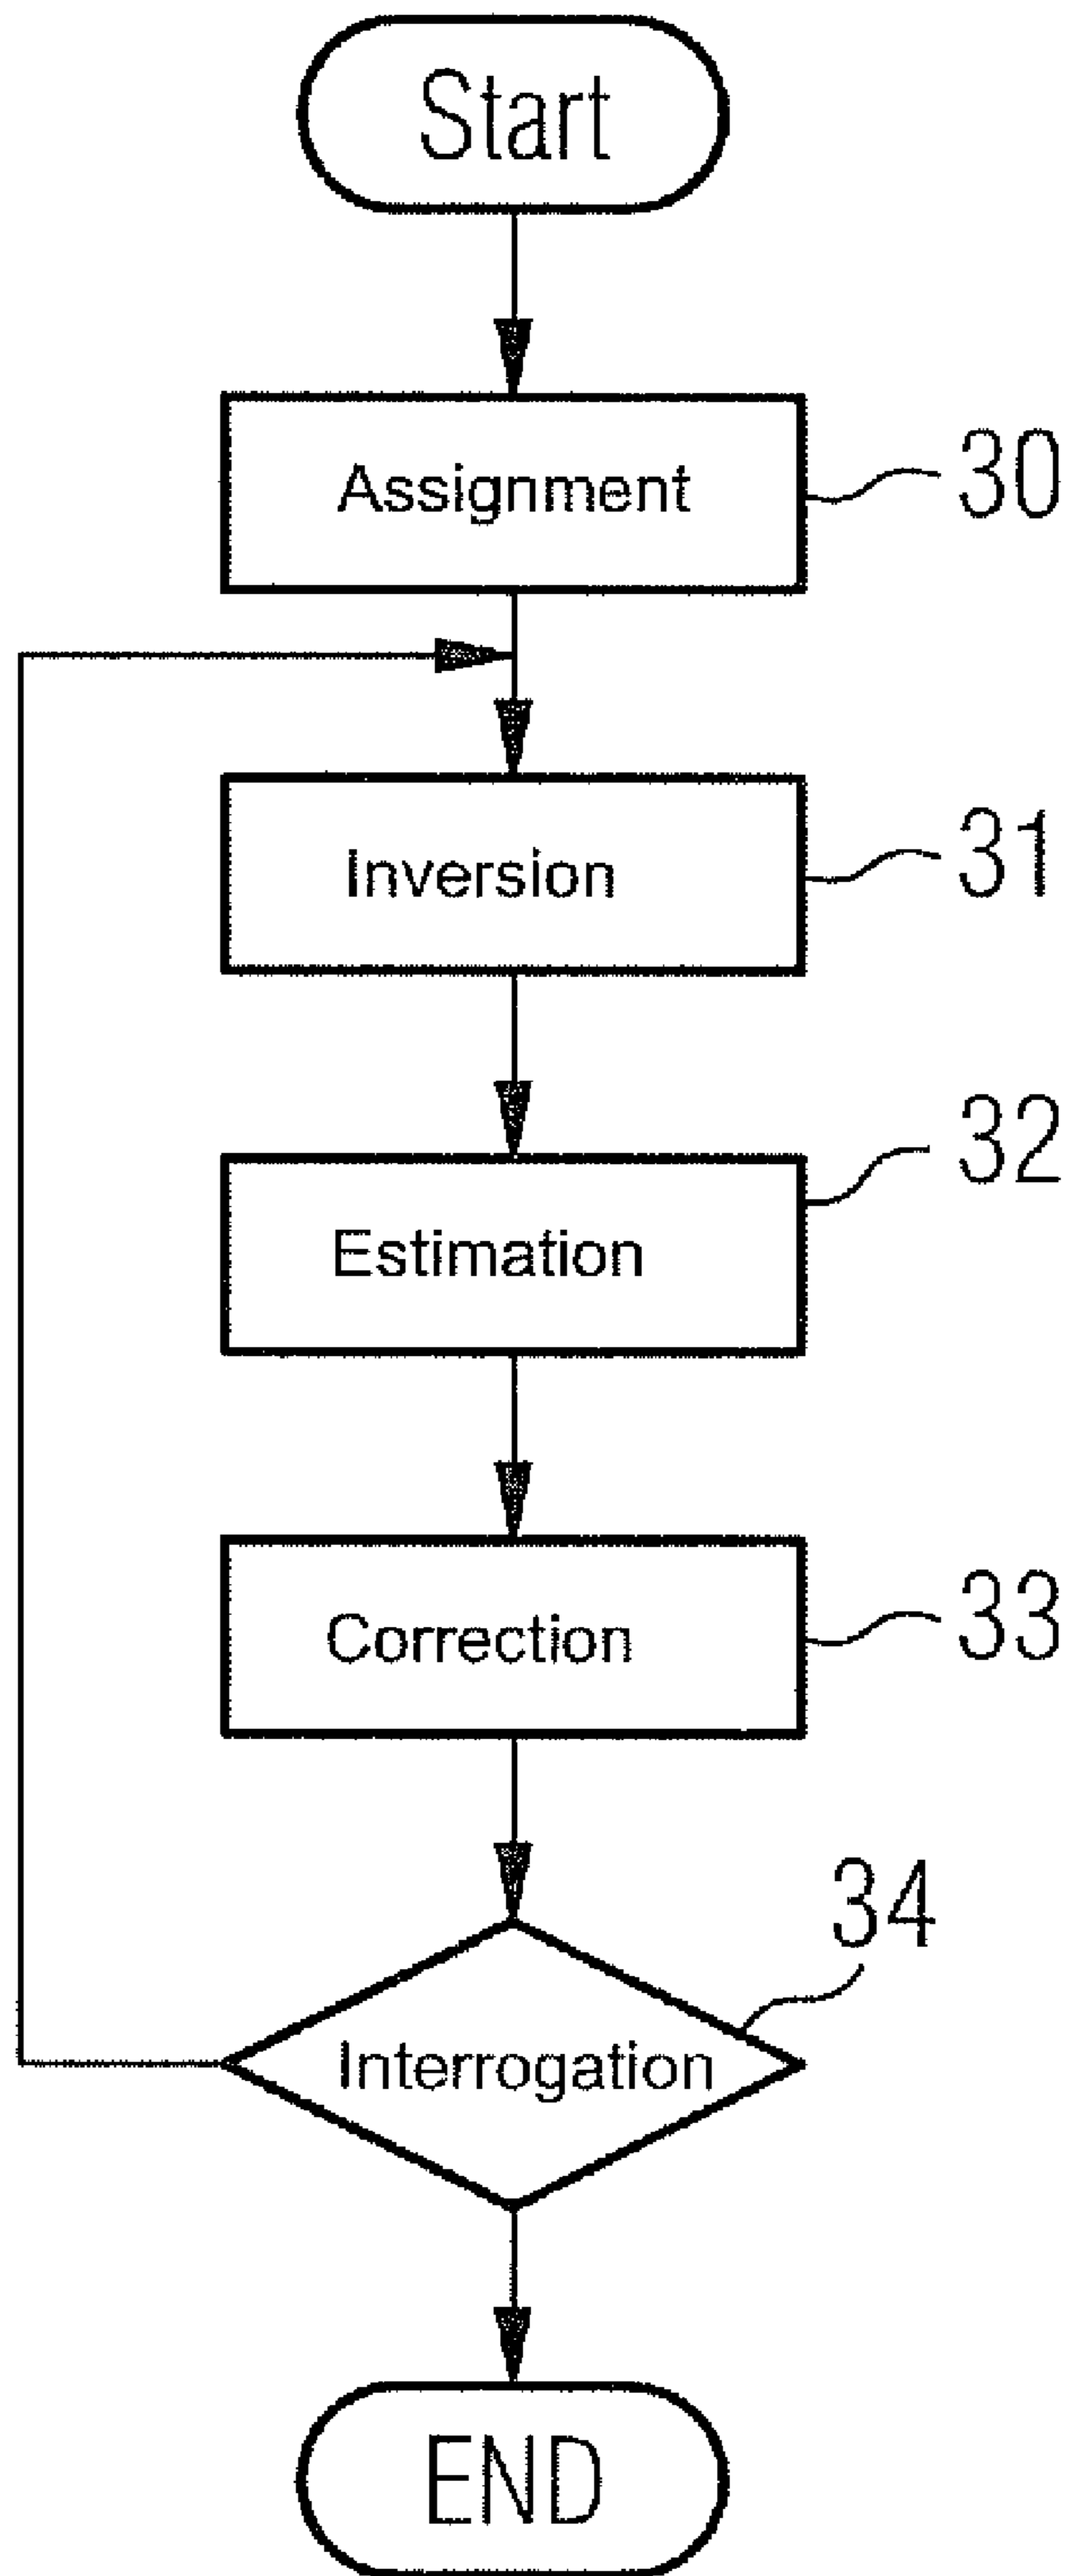 Start
Assignment
30
Inversion
31
Estimation
32
Correction
33
34
Interrogation
END